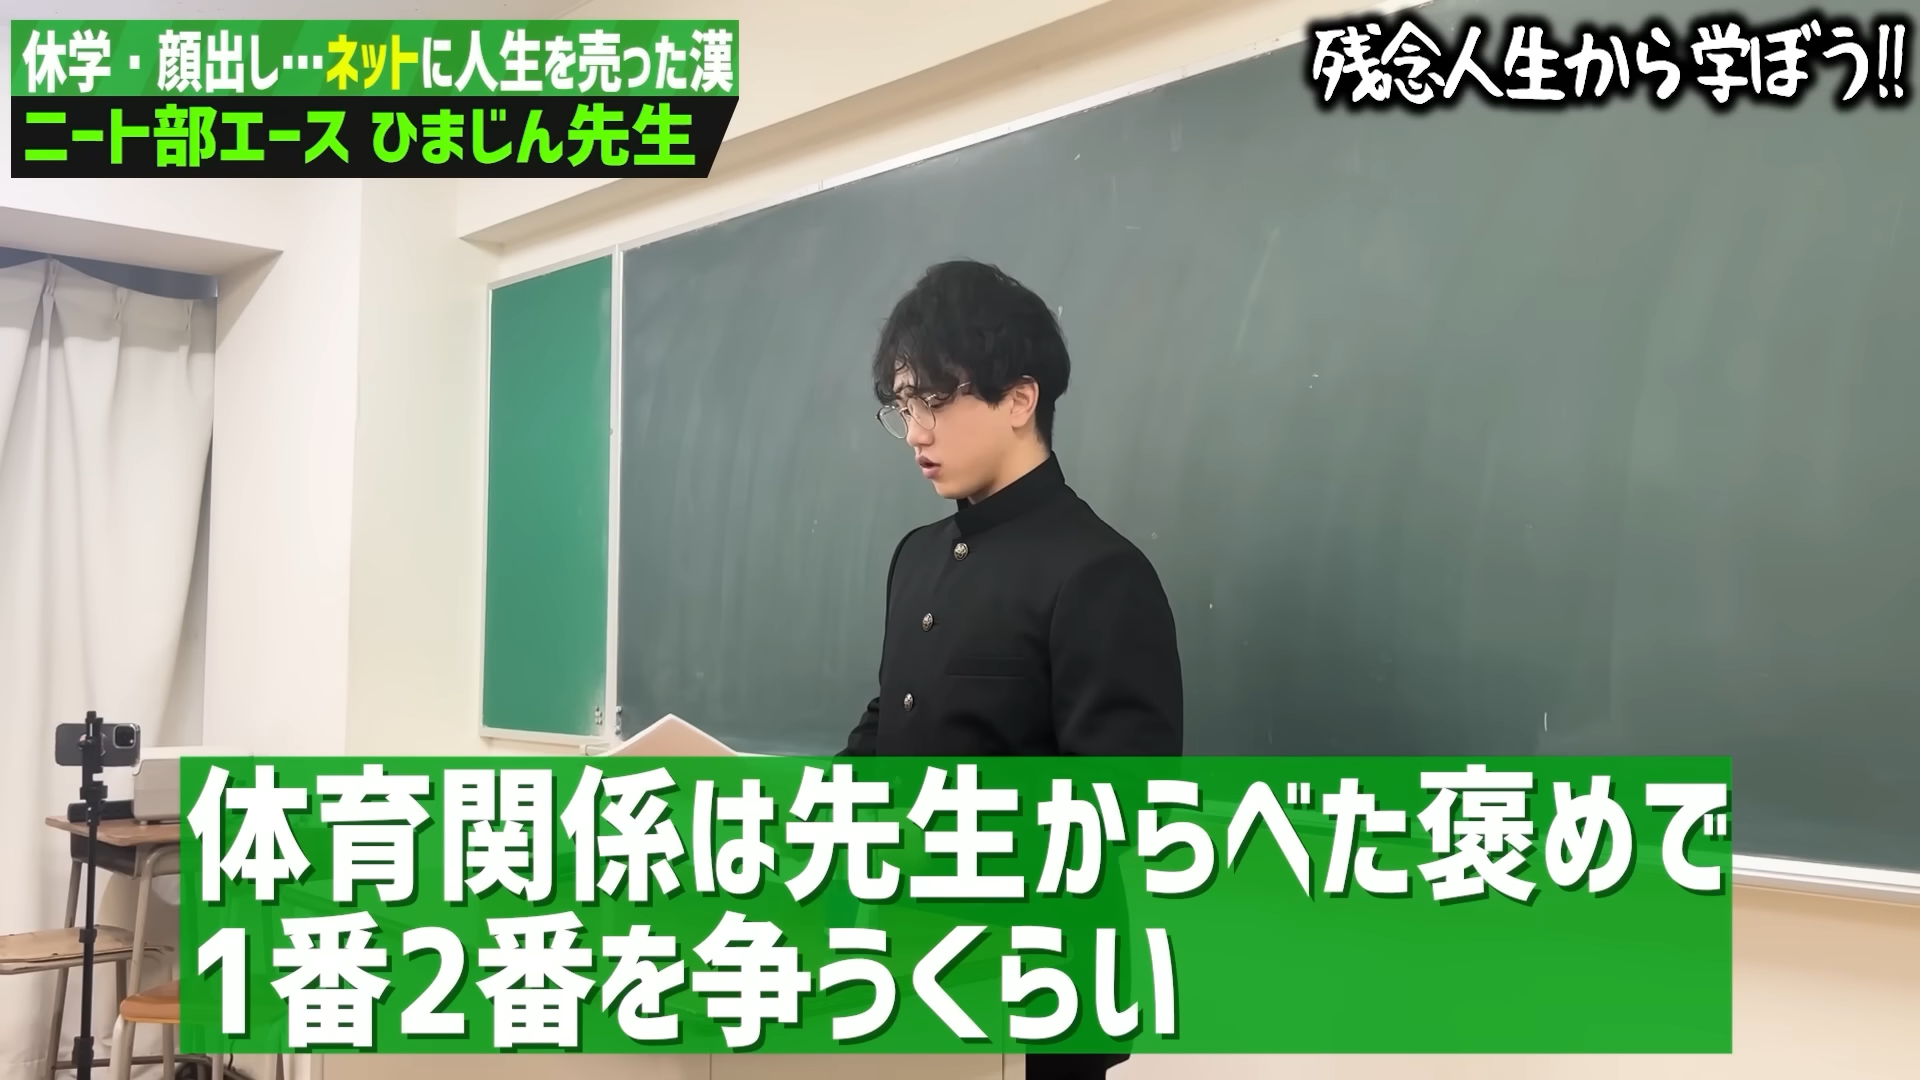 休学・顔出し…ネットに人生を売った漢
ニート部エース ひまじん先生
残念人生から学ぼう!!
体育関係は先生からべた褒めで
1番2番を争うくらい